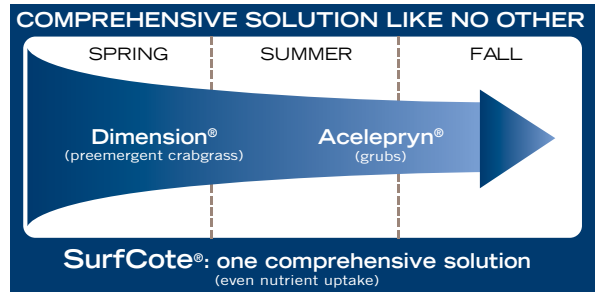 COMPREHENSIVE SOLUTION LIKE NO OTHER
SPRING SUMMER FALL
Dimension® Acelepryn®
(preemergent crabgrass) (grubs)
SurfCote®: one comprehensive solution
(even nutrient uptake)